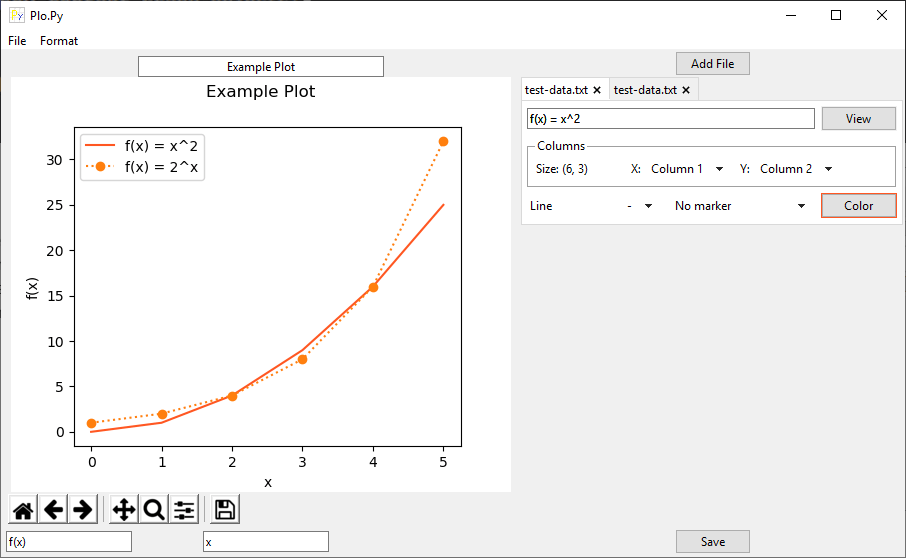 Plo.Py
File Format
Example Plot
Add File
Example Plot
test-data.txt × test-data.txt ×
f(x) = x^2 View
Columns
Size: (6, 3) X: Column 1 Y: Column 2
Line - No marker Color
f(x) = x^2
f(x) = 2^x
30
25
20
15
10
5
0
f(x)
0 1 2 3 4 5
x
f(x) x Save